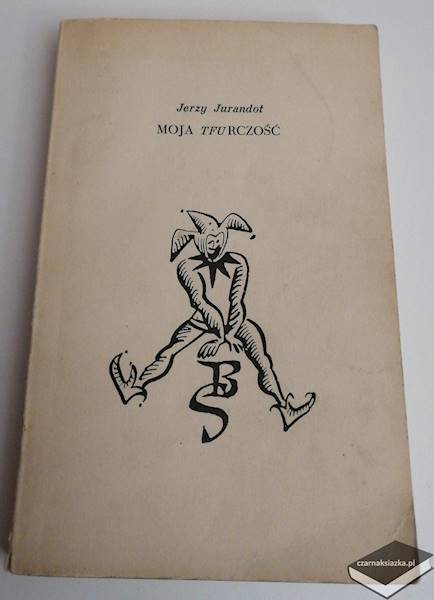 Jerzy Jurandot
MOJA TFURCZOŚĆ
BS
czarnaksiazka.pl